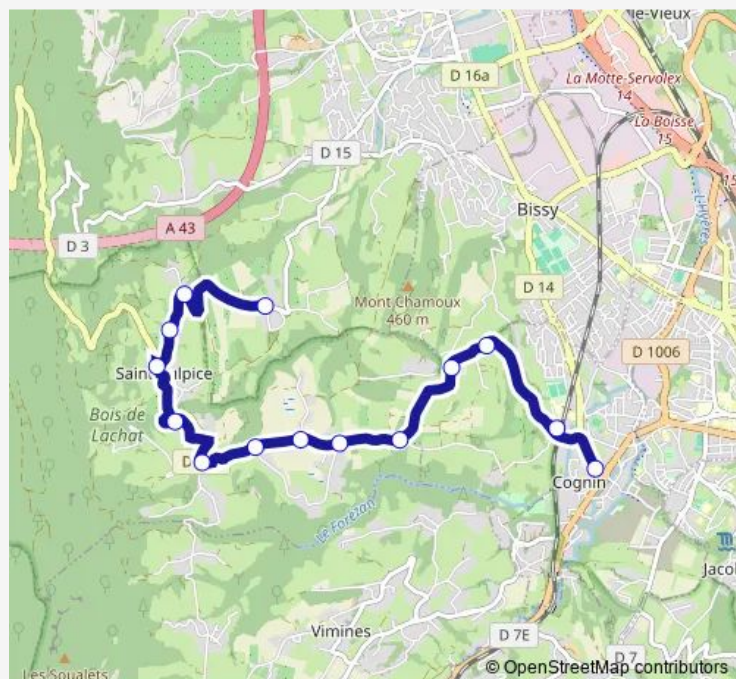 le-Vieux
D 16a
La Motte-Servolex
14
La Boisse
15
15
D 15
L'Hyères
Bissy
A 43
D 3
D 14
Mont Chamoux
460 m
D 1006
Bois de
Lachat
Cognin
Le Forézan
Jacob
Vimines
D 7E
D 7
Les Soualets
© OpenStreetMap contributors